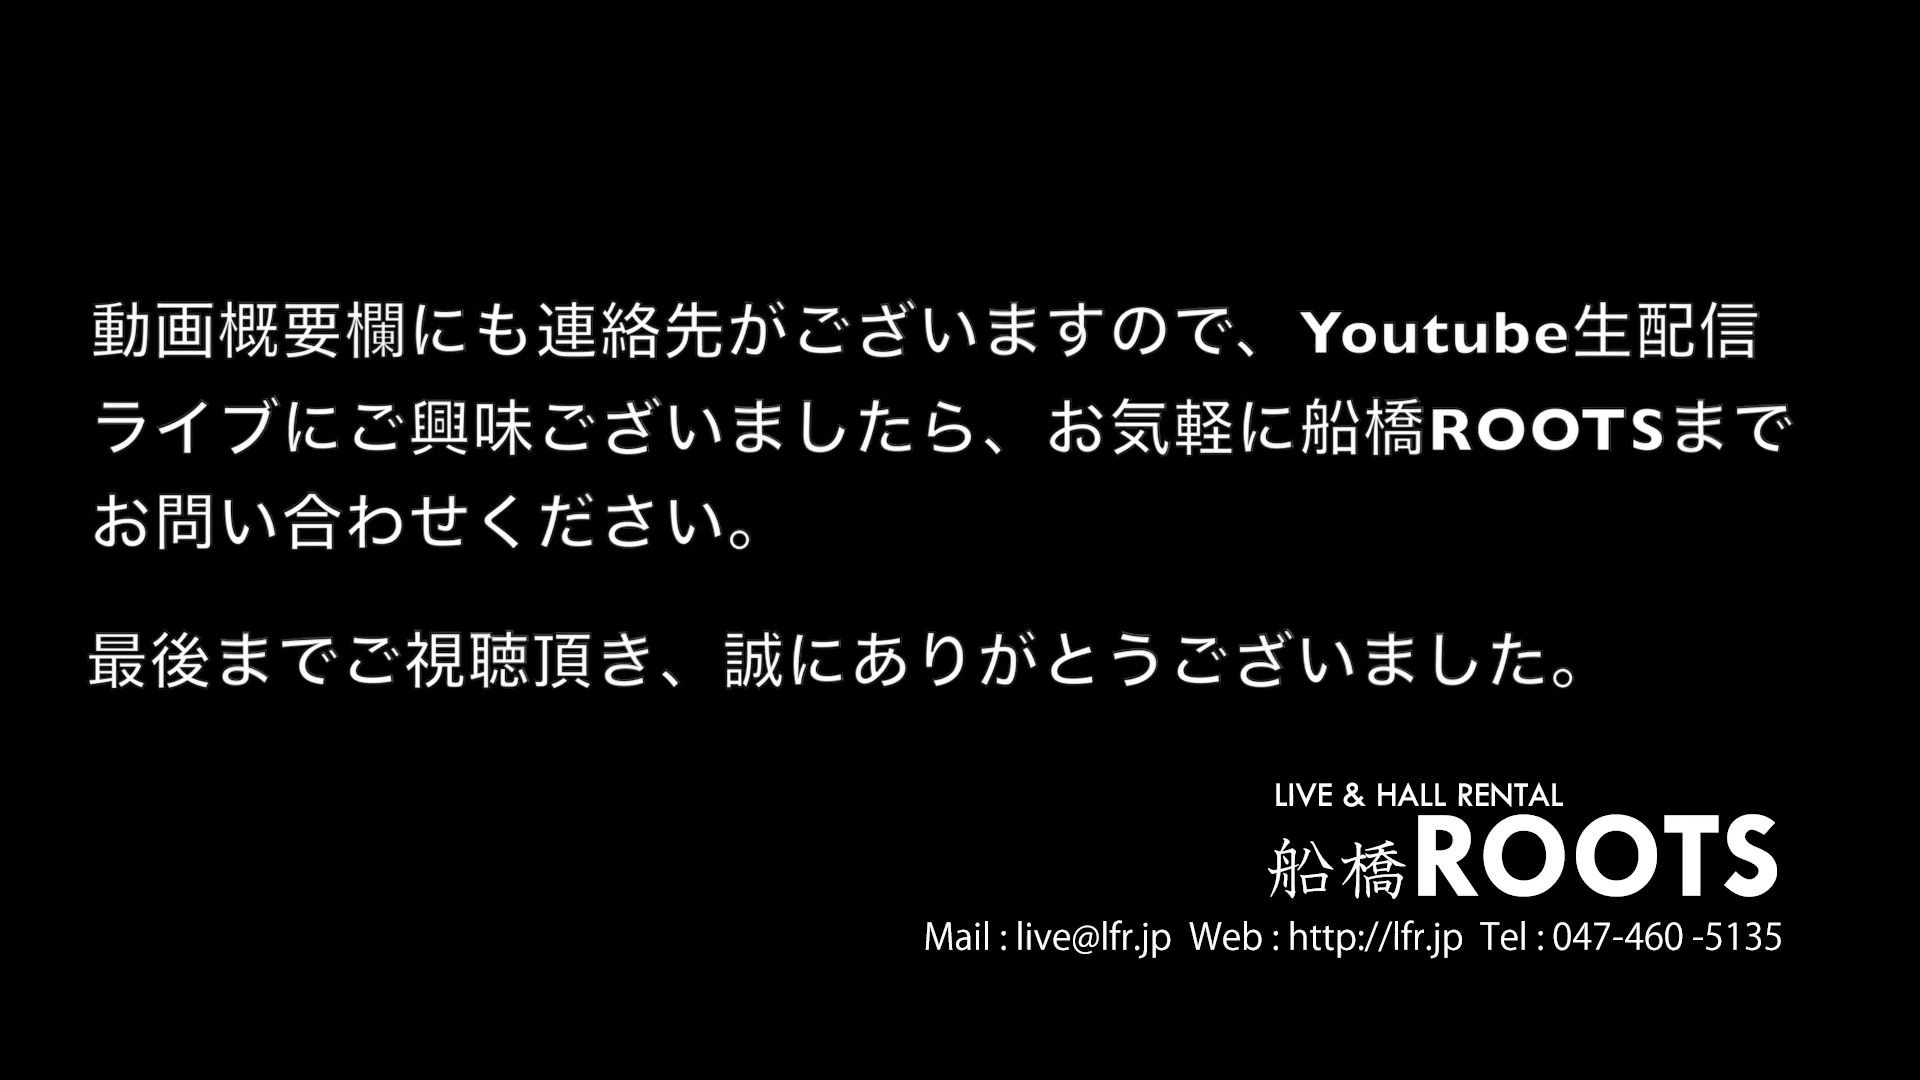 動画概要欄にも連絡先がございますので、Youtube生配信
ライブにご興味ございましたら、お気軽に船橋ROOTSまで
お問い合わせください。
最後までご視聴頂き、誠にありがとうございました。
LIVE & HALL RENTAL
船橋ROOTS
Mail : live@lfr.jp Web : http://lfr.jp Tel : 047-460 -5135